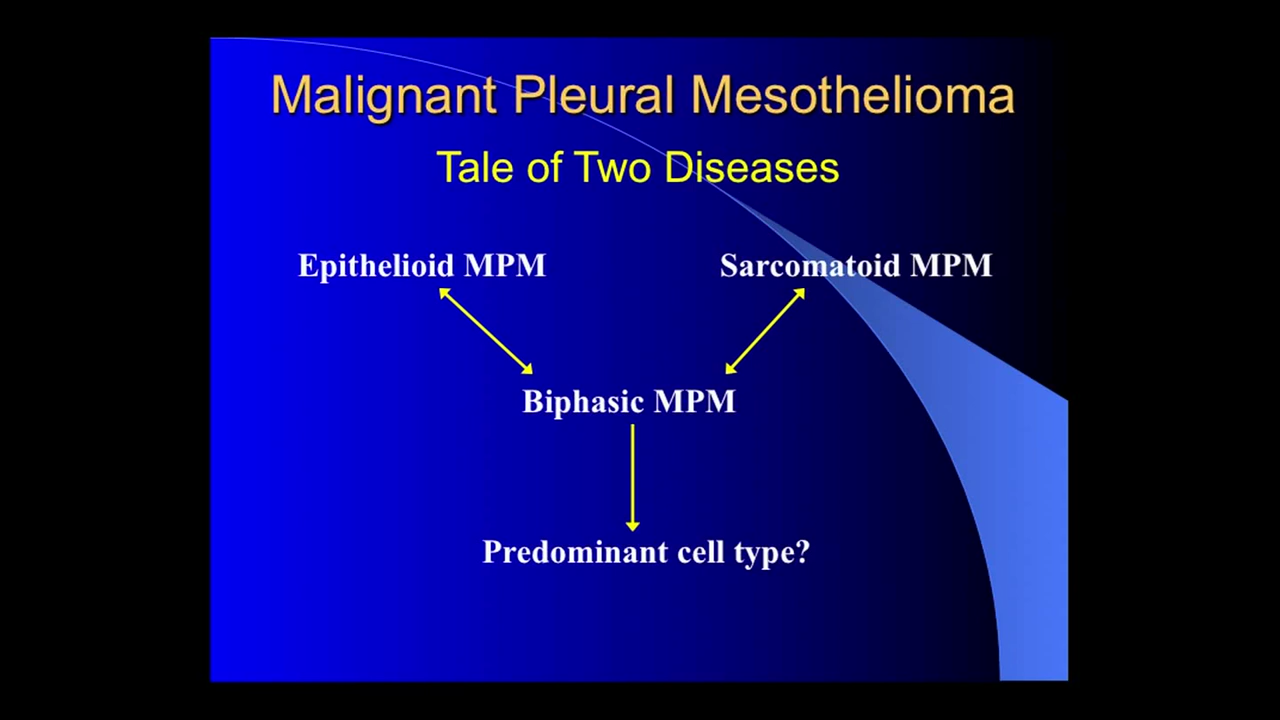 Malignant Pleural Mesothelioma
Tale of Two Diseases
Epithelioid MPM
Sarcomatoid MPM
Biphasic MPM
Predominant cell type?